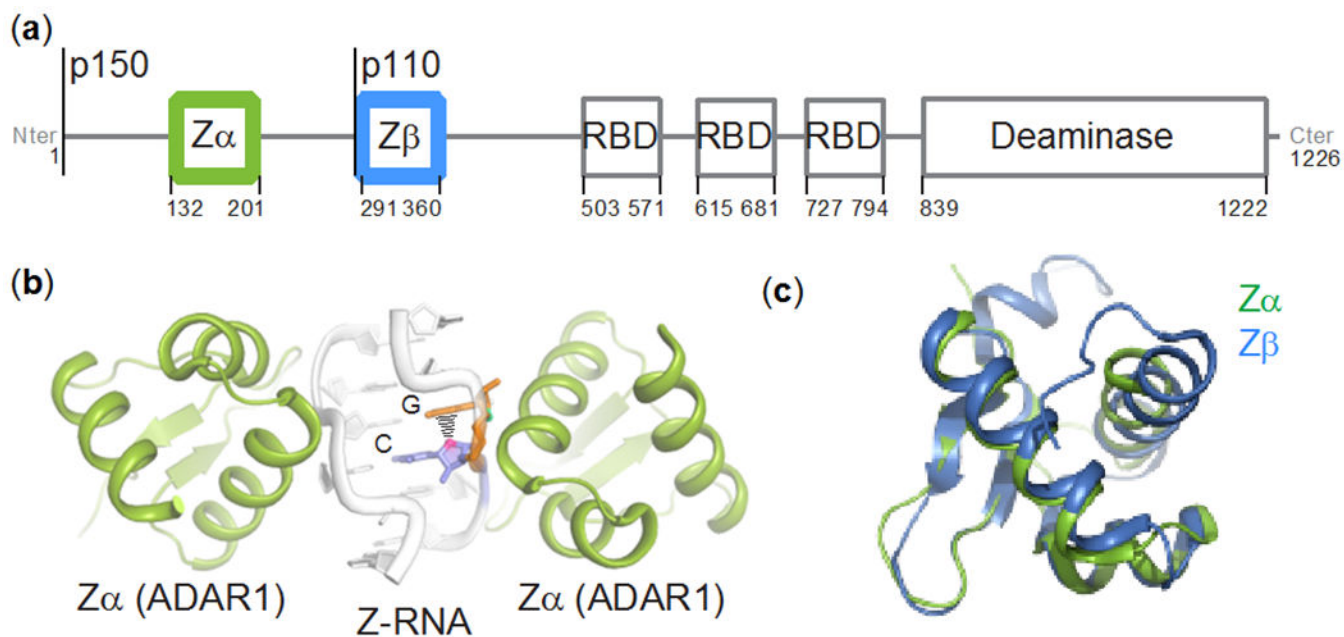 (a)
p150
p110
Nter
1
Zα
Zβ
RBD
RBD
RBD
Deaminase
Cter
1226
132 201
291 360
503 571
615 681
727 794
839
1222
(b)
G
C
Zα (ADAR1)
Z-RNA
Zα (ADAR1)
(c)
Zα
Zβ